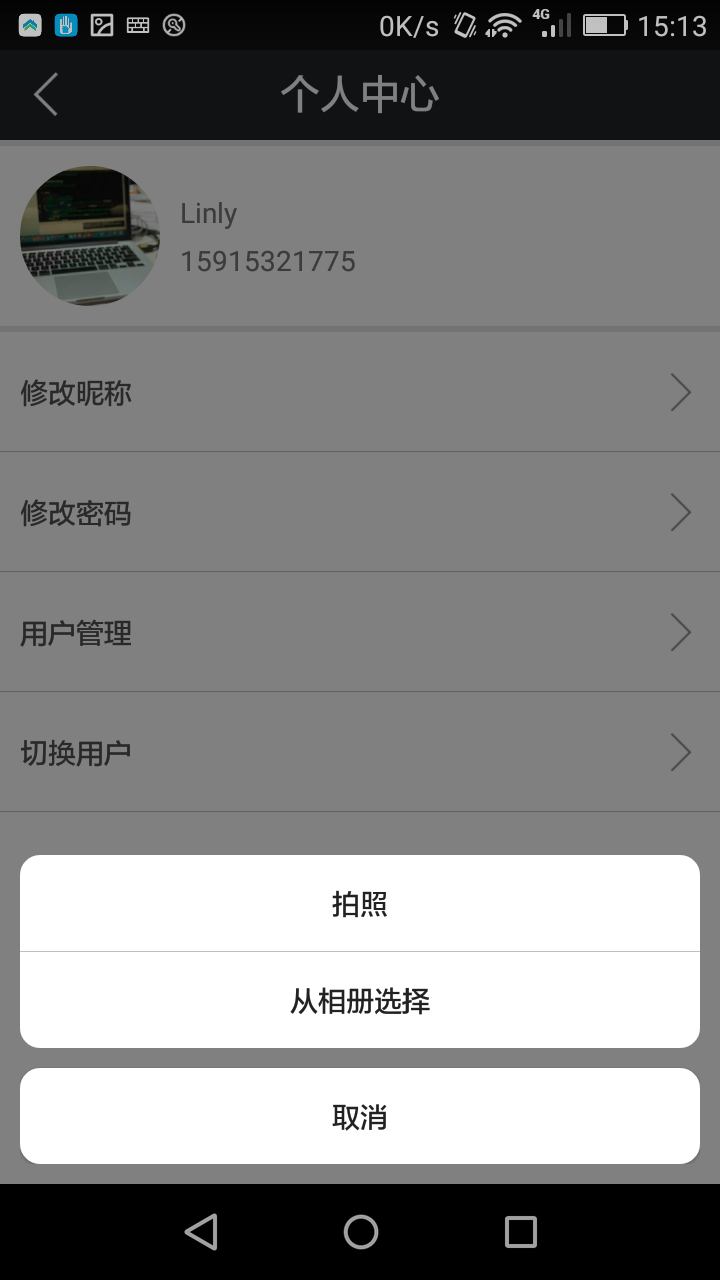 0K/s 4G 15:13
个人中心
Linly
15915321775
修改昵称
修改密码
用户管理
切换用户
拍照
从相册选择
取消